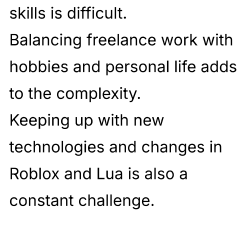 skills is difficult.
Balancing freelance work with
hobbies and personal life adds
to the complexity.
Keeping up with new
technologies and changes in
Roblox and Lua is also a
constant challenge.